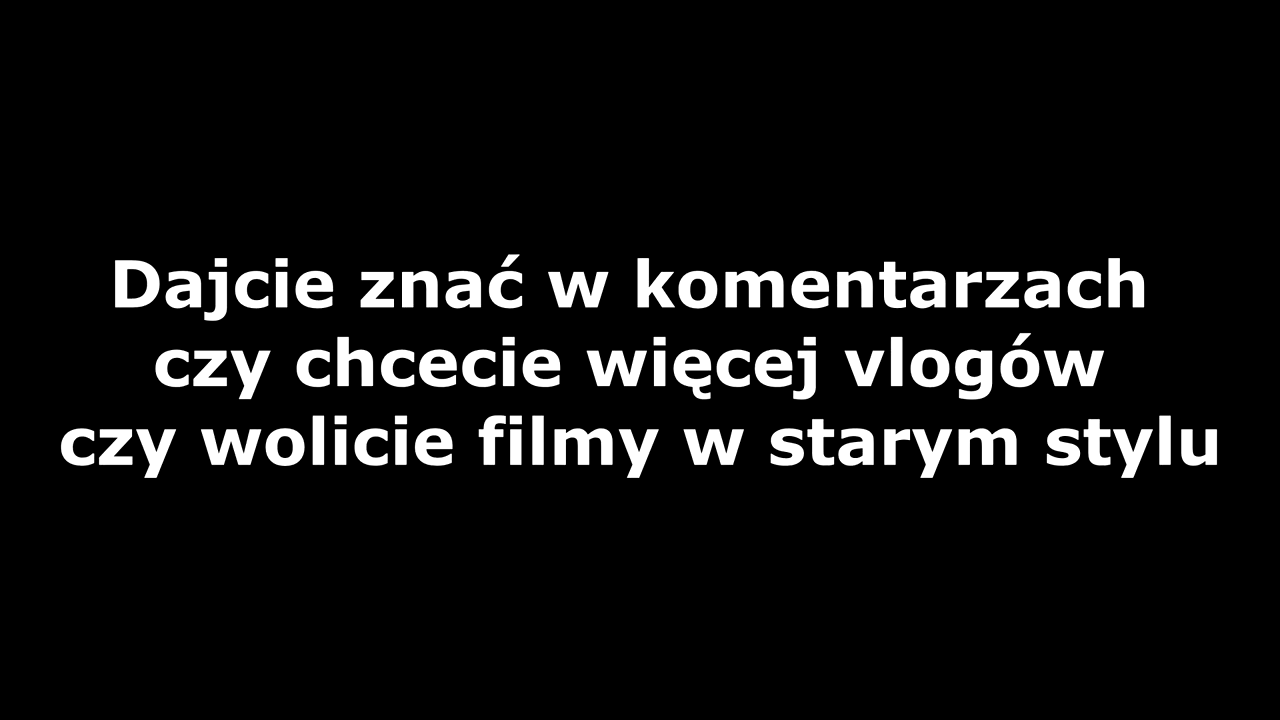 Dajcie znać w komentarzach
czy chcecie więcej vlogów
czy wolicie filmy w starym stylu